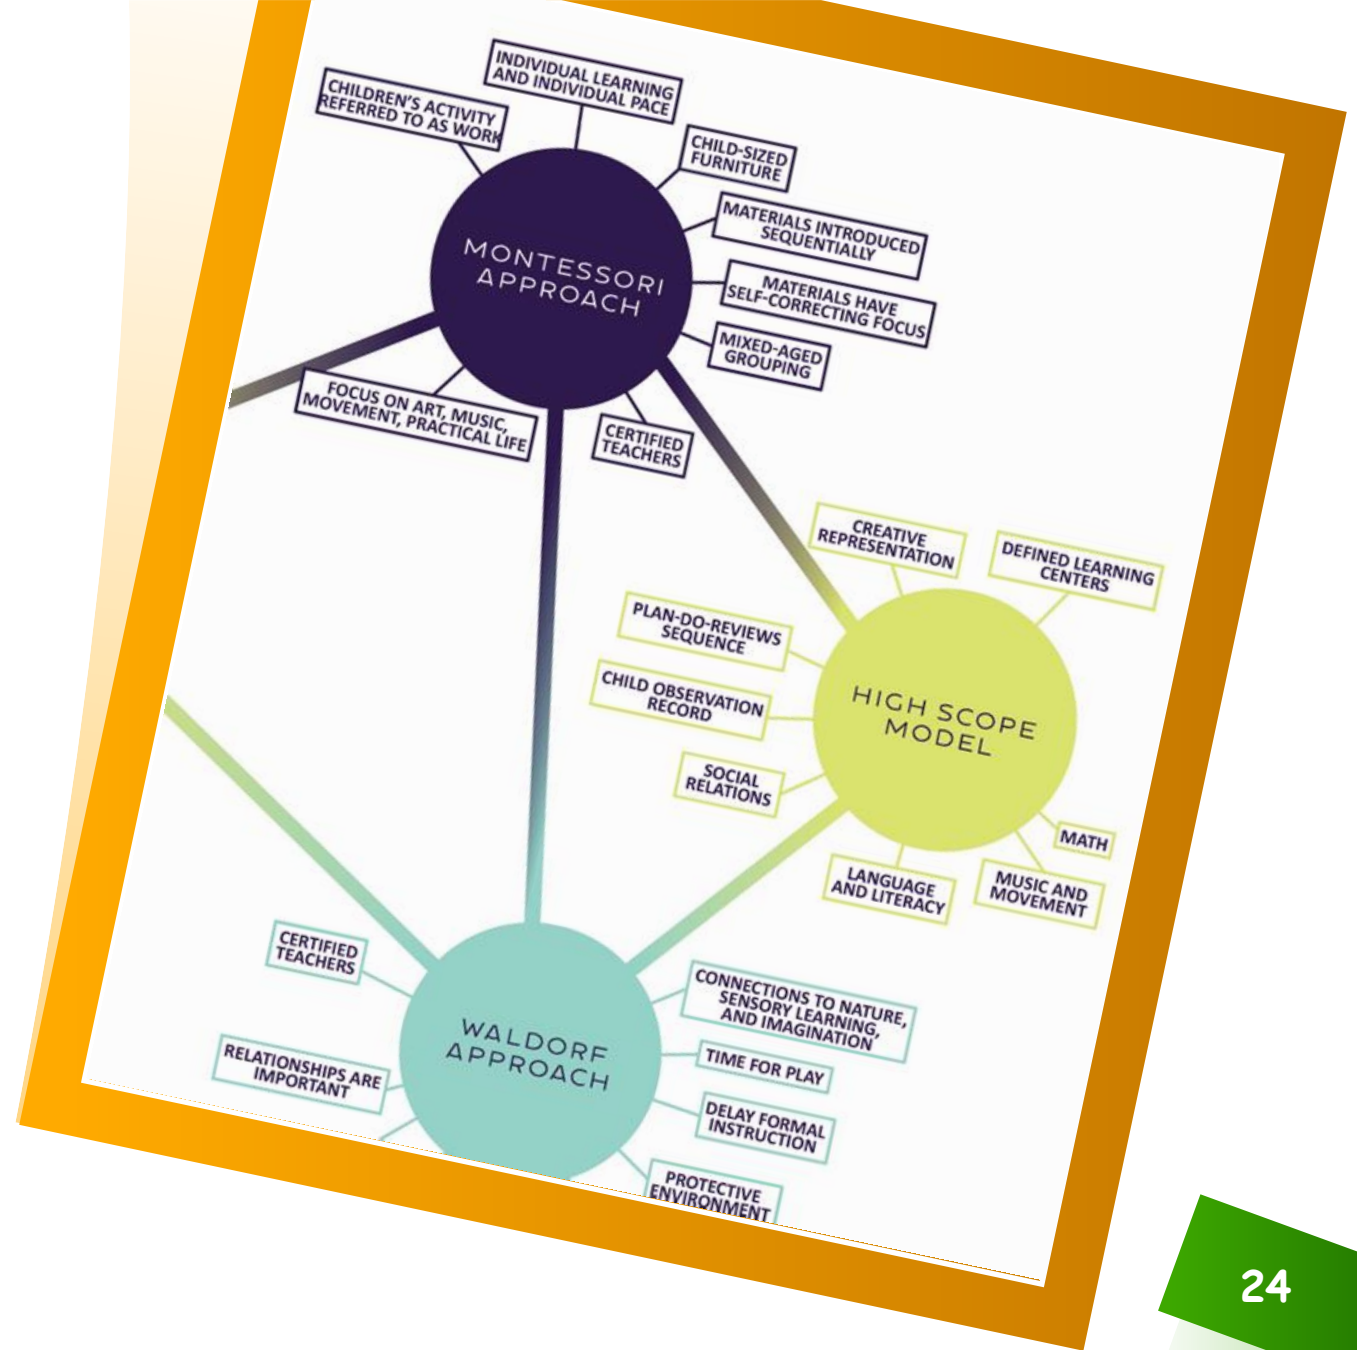 INDIVIDUAL LEARNING
AND INDIVIDUAL PACE
CHILDREN'S ACTIVITY
REFERRED TO AS WORK
CHILD-SIZED
FURNITURE
MATERIALS INTRODUCED
SEQUENTIALLY
MONTESSORI
APPROACH
MATERIALS HAVE
SELF-CORRECTING FOCUS
MIXED-AGED
GROUPING
FOCUS ON ART, MUSIC,
MOVEMENT, PRACTICAL LIFE
CERTIFIED
TEACHERS
CREATIVE
REPRESENTATION
DEFINED LEARNING
CENTERS
PLAN-DO-REVIEWS
SEQUENCE
CHILD OBSERVATION
RECORD
HIGH SCOPE
MODEL
SOCIAL
RELATIONS
MATH
LANGUAGE
AND LITERACY
MUSIC AND
MOVEMENT
CERTIFIED
TEACHERS
CONNECTIONS TO NATURE,
SENSORY LEARNING,
AND IMAGINATION
WALDORF
APPROACH
RELATIONSHIPS ARE
IMPORTANT
TIME FOR PLAY
DELAY FORMAL
INSTRUCTION
PROTECTIVE
ENVIRONMENT
24